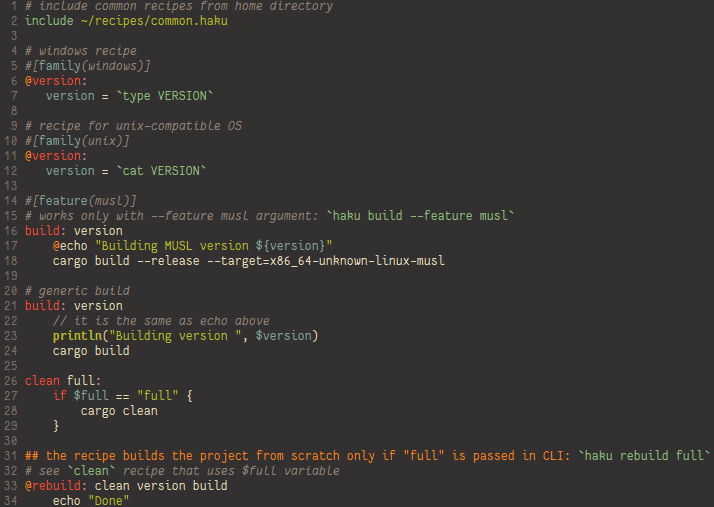 1 # include common recipes from home directory
2 include ~/recipes/common.haku
3
4 # windows recipe
5 #[family(windows)]
6 @version:
7    version = `type VERSION`
8
9 # recipe for unix-compatible OS
10 #[family(unix)]
11 @version:
12    version = `cat VERSION`
13
14 #[feature(musl)]
15 # works only with --feature musl argument: `haku build --feature musl`
16 build: version
17     @echo "Building MUSL version ${version}"
18     cargo build --release --target=x86_64-unknown-linux-musl
19
20 # generic build
21 build: version
22     // it is the same as echo above
23     println("Building version ", $version)
24     cargo build
25
26 clean full:
27     if $full == "full" {
28         cargo clean
29     }
30
31 ## the recipe builds the project from scratch only if "full" is passed in CLI: `haku rebuild full`
32 # see `clean` recipe that uses $full variable
33 @rebuild: clean version build
34     echo "Done"